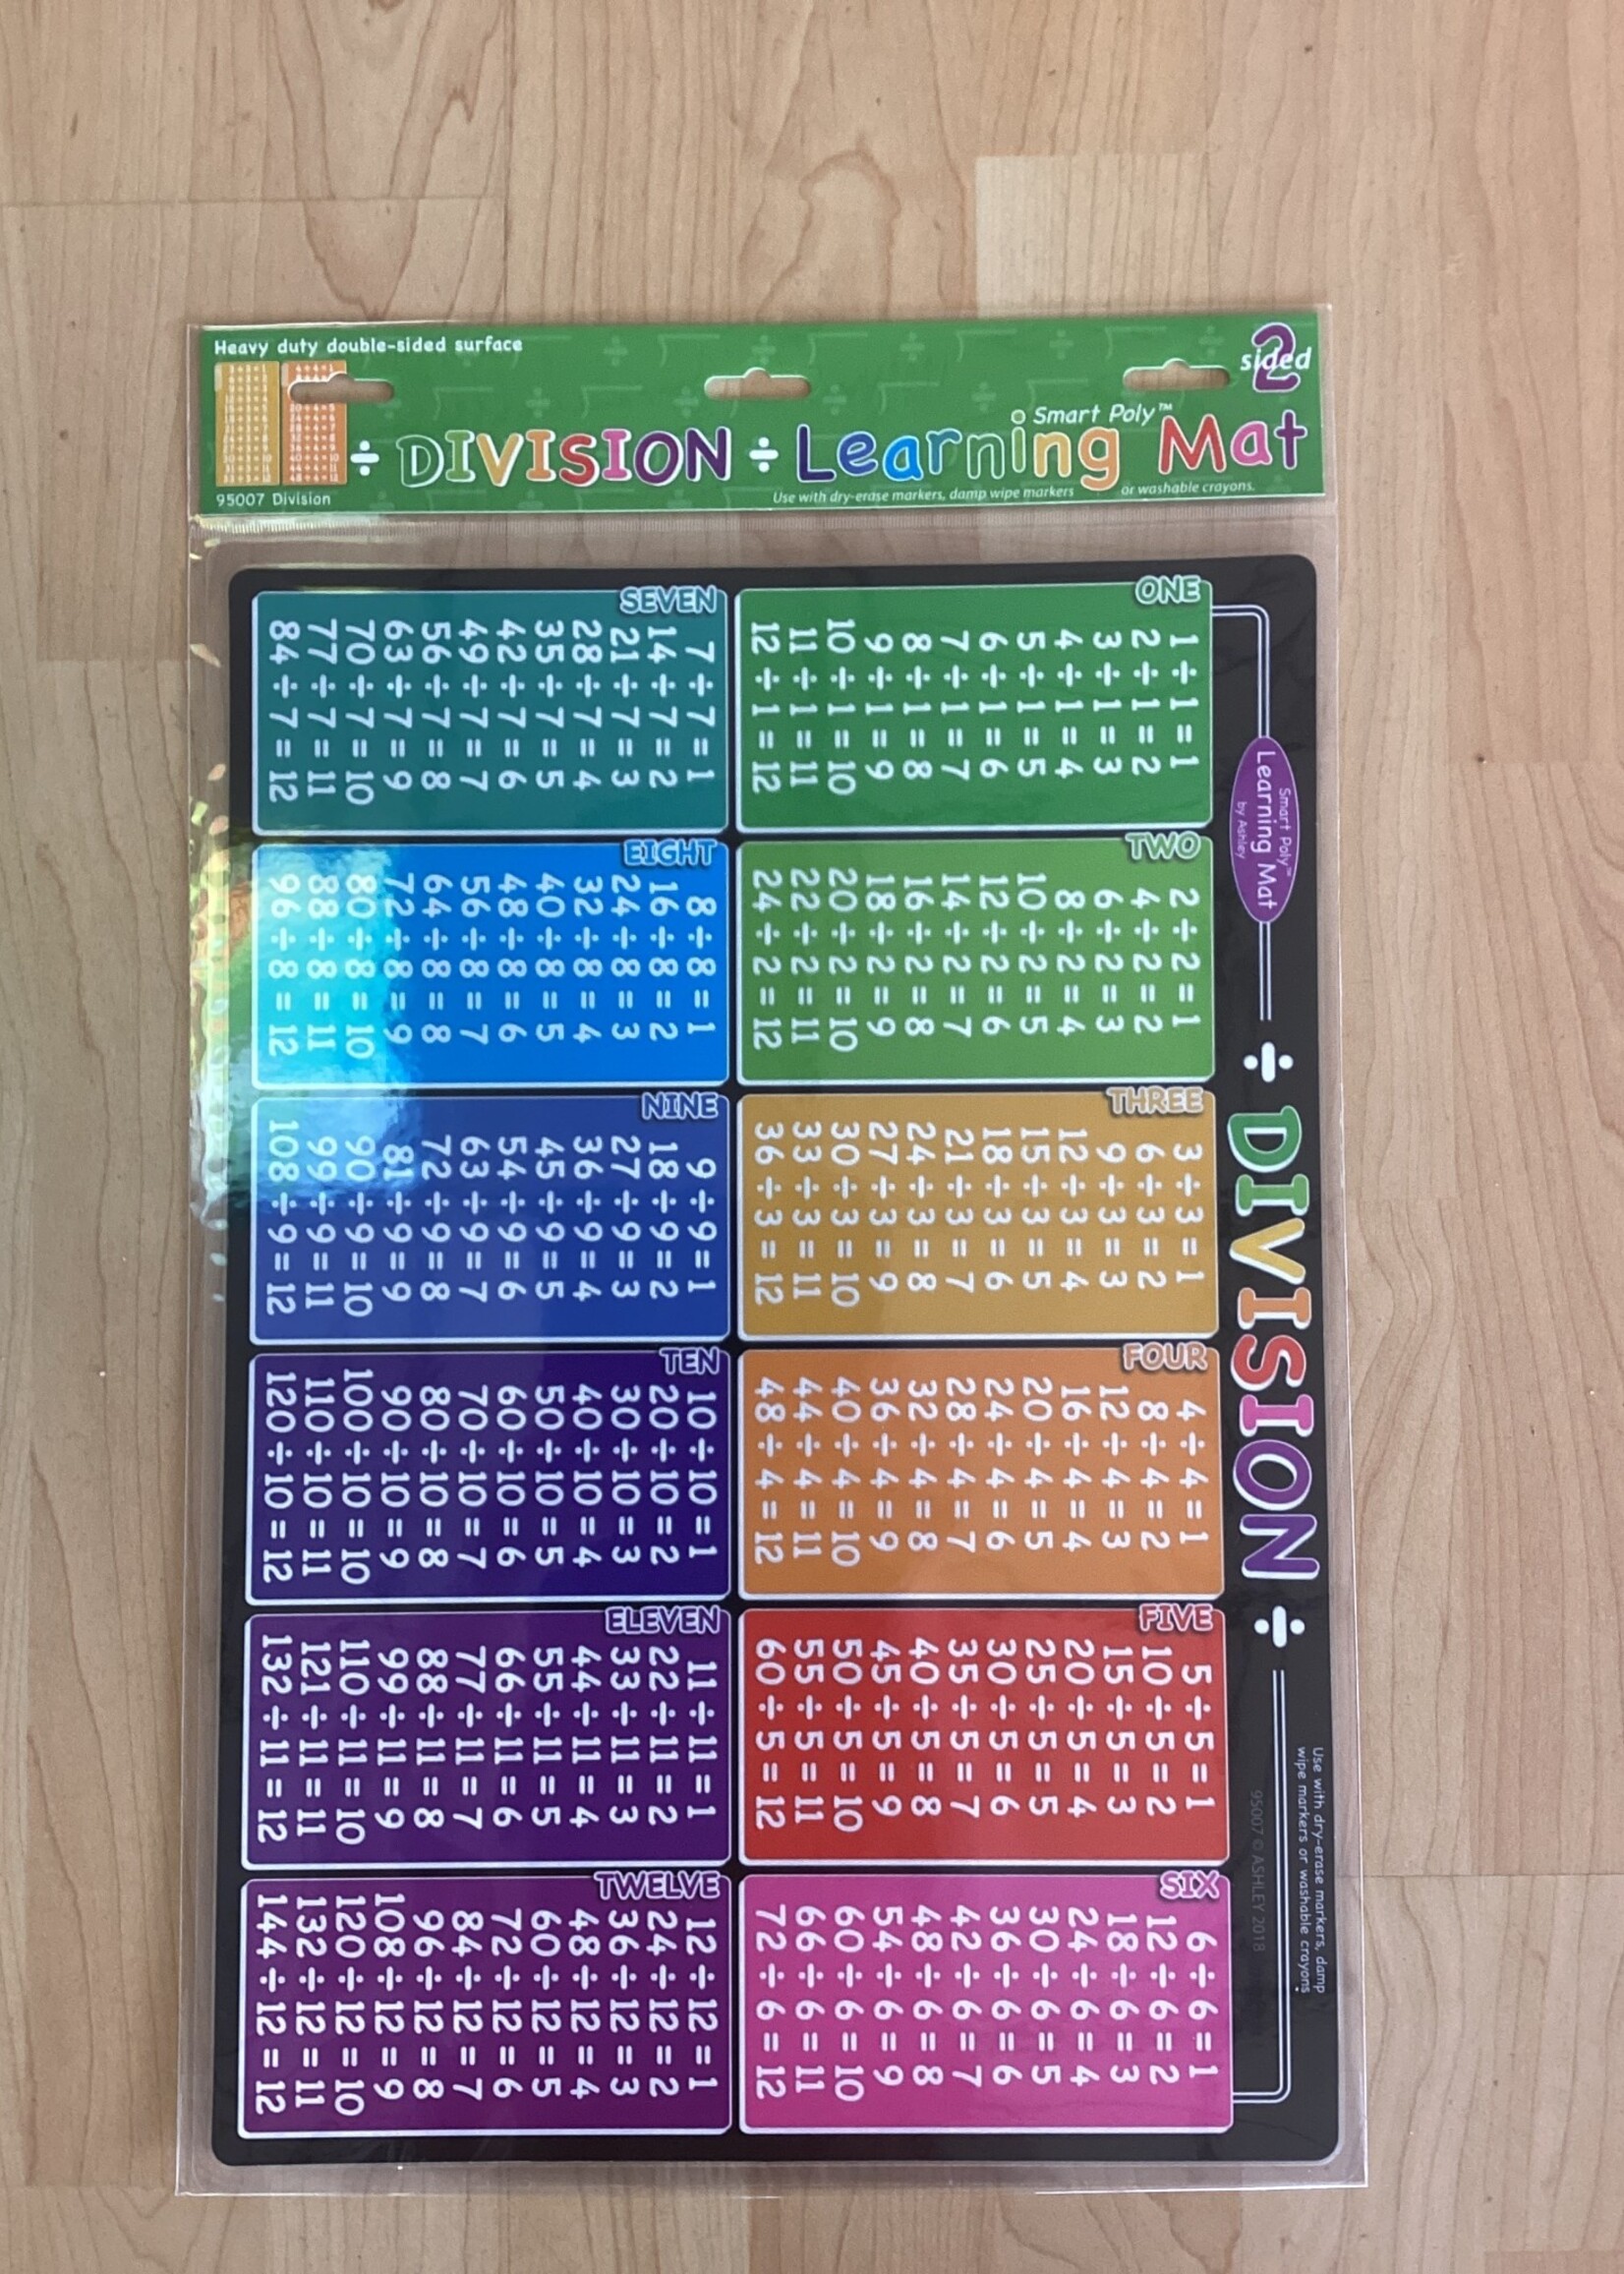 Heavy duty double-sided surface
2 sided
Smart Poly™
÷ DIVISION ÷ Learning Mat
95007 Division
Use with dry-erase markers, damp wipe markers or washable crayons.
Smart Poly™
Learning Mat
by Ashley
÷ DIVISION ÷
Use with dry-erase markers, damp
wipe markers or washable crayons
95007 © ASHLEY 2018
ONE
1 ÷ 1 = 1
2 ÷ 1 = 2
3 ÷ 1 = 3
4 ÷ 1 = 4
5 ÷ 1 = 5
6 ÷ 1 = 6
7 ÷ 1 = 7
8 ÷ 1 = 8
9 ÷ 1 = 9
10 ÷ 1 = 10
11 ÷ 1 = 11
12 ÷ 1 = 12
TWO
2 ÷ 2 = 1
4 ÷ 2 = 2
6 ÷ 2 = 3
8 ÷ 2 = 4
10 ÷ 2 = 5
12 ÷ 2 = 6
14 ÷ 2 = 7
16 ÷ 2 = 8
18 ÷ 2 = 9
20 ÷ 2 = 10
22 ÷ 2 = 11
24 ÷ 2 = 12
THREE
3 ÷ 3 = 1
6 ÷ 3 = 2
9 ÷ 3 = 3
12 ÷ 3 = 4
15 ÷ 3 = 5
18 ÷ 3 = 6
21 ÷ 3 = 7
24 ÷ 3 = 8
27 ÷ 3 = 9
30 ÷ 3 = 10
33 ÷ 3 = 11
36 ÷ 3 = 12
FOUR
4 ÷ 4 = 1
8 ÷ 4 = 2
12 ÷ 4 = 3
16 ÷ 4 = 4
20 ÷ 4 = 5
24 ÷ 4 = 6
28 ÷ 4 = 7
32 ÷ 4 = 8
36 ÷ 4 = 9
40 ÷ 4 = 10
44 ÷ 4 = 11
48 ÷ 4 = 12
FIVE
5 ÷ 5 = 1
10 ÷ 5 = 2
15 ÷ 5 = 3
20 ÷ 5 = 4
25 ÷ 5 = 5
30 ÷ 5 = 6
35 ÷ 5 = 7
40 ÷ 5 = 8
45 ÷ 5 = 9
50 ÷ 5 = 10
55 ÷ 5 = 11
60 ÷ 5 = 12
SIX
6 ÷ 6 = 1
12 ÷ 6 = 2
18 ÷ 6 = 3
24 ÷ 6 = 4
30 ÷ 6 = 5
36 ÷ 6 = 6
42 ÷ 6 = 7
48 ÷ 6 = 8
54 ÷ 6 = 9
60 ÷ 6 = 10
66 ÷ 6 = 11
72 ÷ 6 = 12
SEVEN
7 ÷ 7 = 1
14 ÷ 7 = 2
21 ÷ 7 = 3
28 ÷ 7 = 4
35 ÷ 7 = 5
42 ÷ 7 = 6
49 ÷ 7 = 7
56 ÷ 7 = 8
63 ÷ 7 = 9
70 ÷ 7 = 10
77 ÷ 7 = 11
84 ÷ 7 = 12
EIGHT
8 ÷ 8 = 1
16 ÷ 8 = 2
24 ÷ 8 = 3
32 ÷ 8 = 4
40 ÷ 8 = 5
48 ÷ 8 = 6
56 ÷ 8 = 7
64 ÷ 8 = 8
72 ÷ 8 = 9
80 ÷ 8 = 10
88 ÷ 8 = 11
96 ÷ 8 = 12
NINE
9 ÷ 9 = 1
18 ÷ 9 = 2
27 ÷ 9 = 3
36 ÷ 9 = 4
45 ÷ 9 = 5
54 ÷ 9 = 6
63 ÷ 9 = 7
72 ÷ 9 = 8
81 ÷ 9 = 9
90 ÷ 9 = 10
99 ÷ 9 = 11
108 ÷ 9 = 12
TEN
10 ÷ 10 = 1
20 ÷ 10 = 2
30 ÷ 10 = 3
40 ÷ 10 = 4
50 ÷ 10 = 5
60 ÷ 10 = 6
70 ÷ 10 = 7
80 ÷ 10 = 8
90 ÷ 10 = 9
100 ÷ 10 = 10
110 ÷ 10 = 11
120 ÷ 10 = 12
ELEVEN
11 ÷ 11 = 1
22 ÷ 11 = 2
33 ÷ 11 = 3
44 ÷ 11 = 4
55 ÷ 11 = 5
66 ÷ 11 = 6
77 ÷ 11 = 7
88 ÷ 11 = 8
99 ÷ 11 = 9
110 ÷ 11 = 10
121 ÷ 11 = 11
132 ÷ 11 = 12
TWELVE
12 ÷ 12 = 1
24 ÷ 12 = 2
36 ÷ 12 = 3
48 ÷ 12 = 4
60 ÷ 12 = 5
72 ÷ 12 = 6
84 ÷ 12 = 7
96 ÷ 12 = 8
108 ÷ 12 = 9
120 ÷ 12 = 10
132 ÷ 12 = 11
144 ÷ 12 = 12